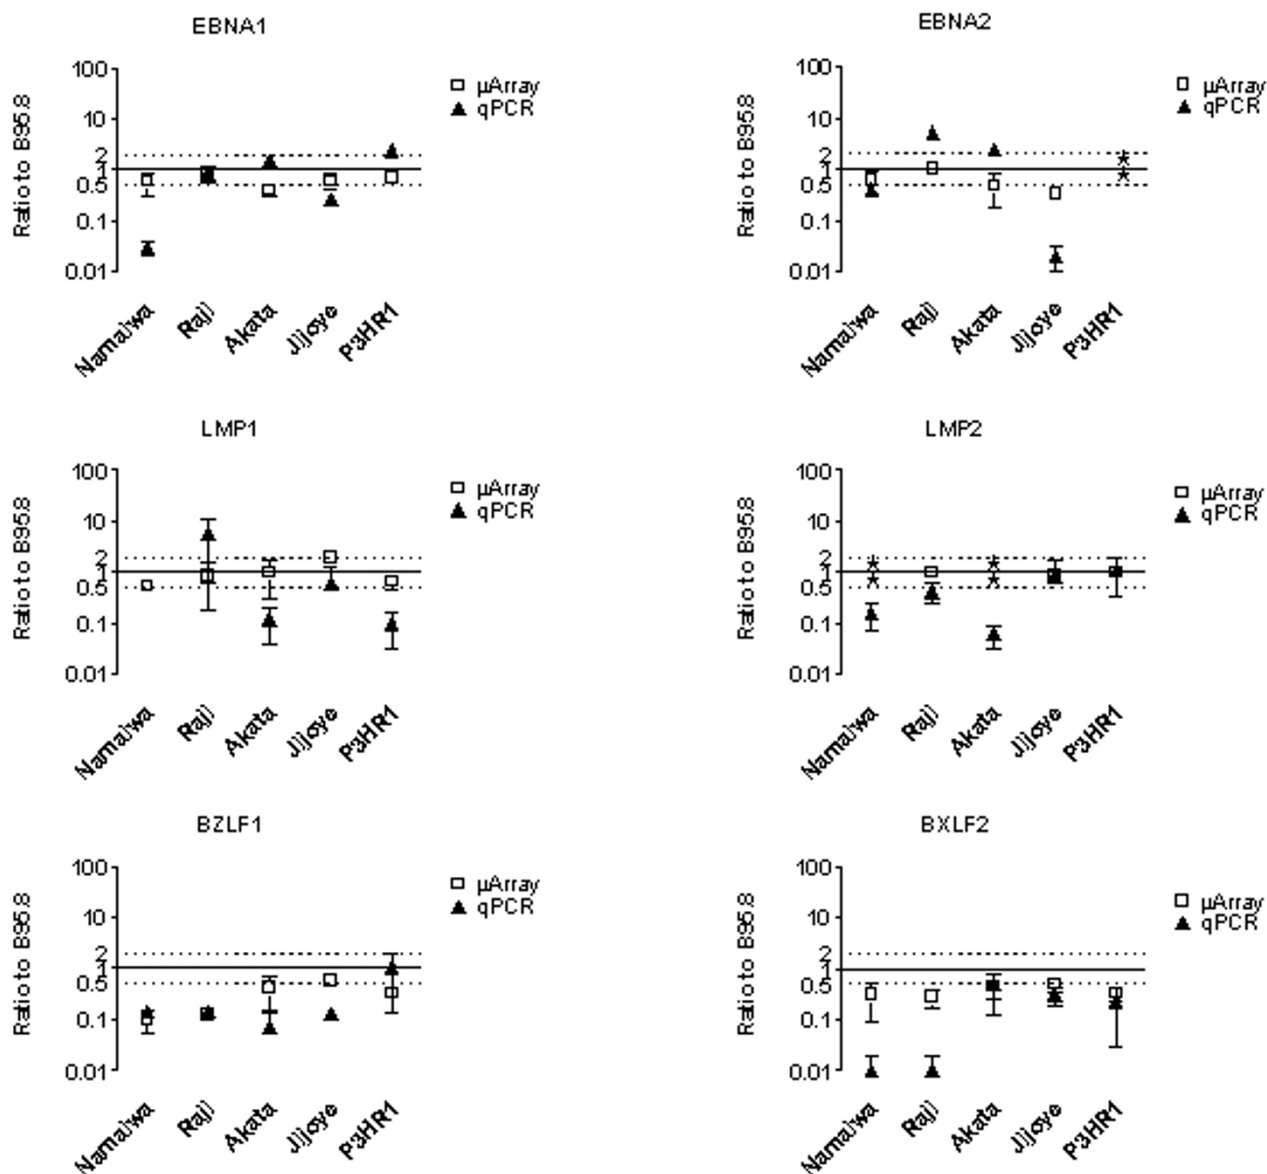 EBNA1
100
10
2
1
0.5
0.1
0.01
Ratio to B95.8
µArray
qPCR
Namalwa
Raji
Akata
Jijoye
P3HR1
EBNA2
100
10
2
1
0.5
0.1
0.01
Ratio to B95.8
µArray
qPCR
Namalwa
Raji
Akata
Jijoye
P3HR1
LMP1
100
10
2
1
0.5
0.1
0.01
Ratio to B95.8
µArray
qPCR
Namalwa
Raji
Akata
Jijoye
P3HR1
LMP2
100
10
2
1
0.5
0.1
0.01
Ratio to B95.8
µArray
qPCR
Namalwa
Raji
Akata
Jijoye
P3HR1
BZLF1
100
10
2
1
0.5
0.1
0.01
Ratio to B95.8
µArray
qPCR
Namalwa
Raji
Akata
Jijoye
P3HR1
BXLF2
100
10
2
1
0.5
0.1
0.01
Ratio to B95.8
µArray
qPCR
Namalwa
Raji
Akata
Jijoye
P3HR1